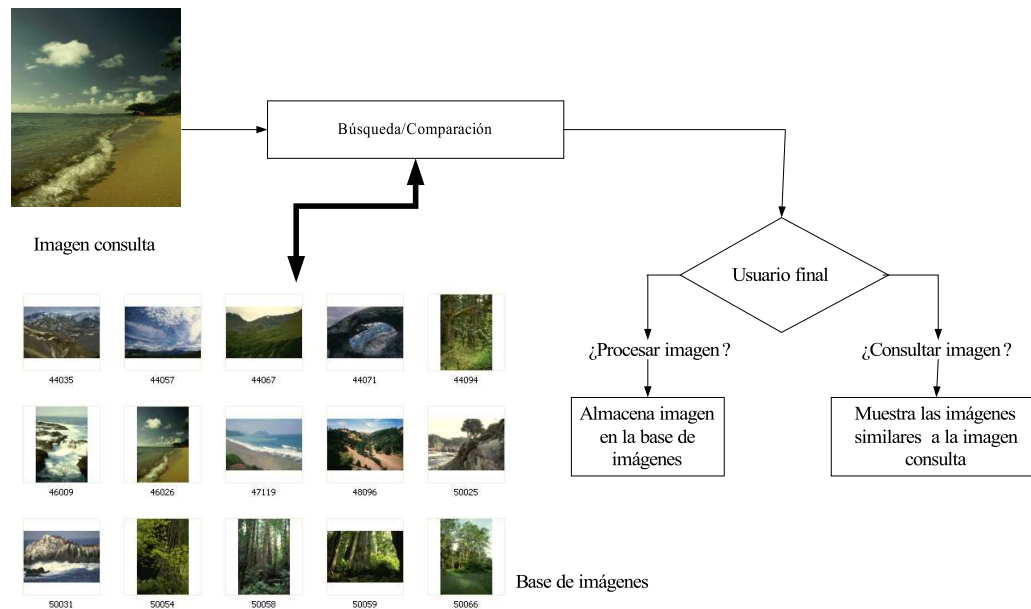 Búsqueda/Comparación
Imagen consulta
Usuario final
¿Procesar imagen?
¿Consultar imagen?
Almacena imagen
en la base de
imágenes
Muestra las imágenes
similares a la imagen
consulta
44035
44057
44067
44071
44094
46009
46026
47119
48096
50025
50031
50054
50058
50059
50066
Base de imágenes